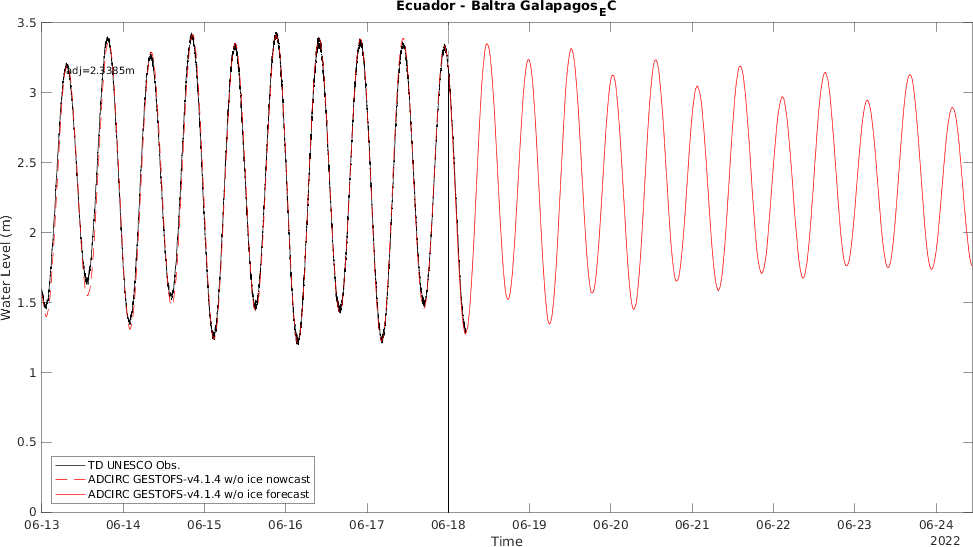 Ecuador - Baltra GalapagosEC
3.5
adj=2.3385m
3
2.5
2
1.5
1
0.5
0
Water Level (m)
TD UNESCO Obs.
ADCIRC GESTOFS-v4.1.4 w/o ice nowcast
ADCIRC GESTOFS-v4.1.4 w/o ice forecast
06-13 06-14 06-15 06-16 06-17 06-18 06-19 06-20 06-21 06-22 06-23 06-24
Time
2022